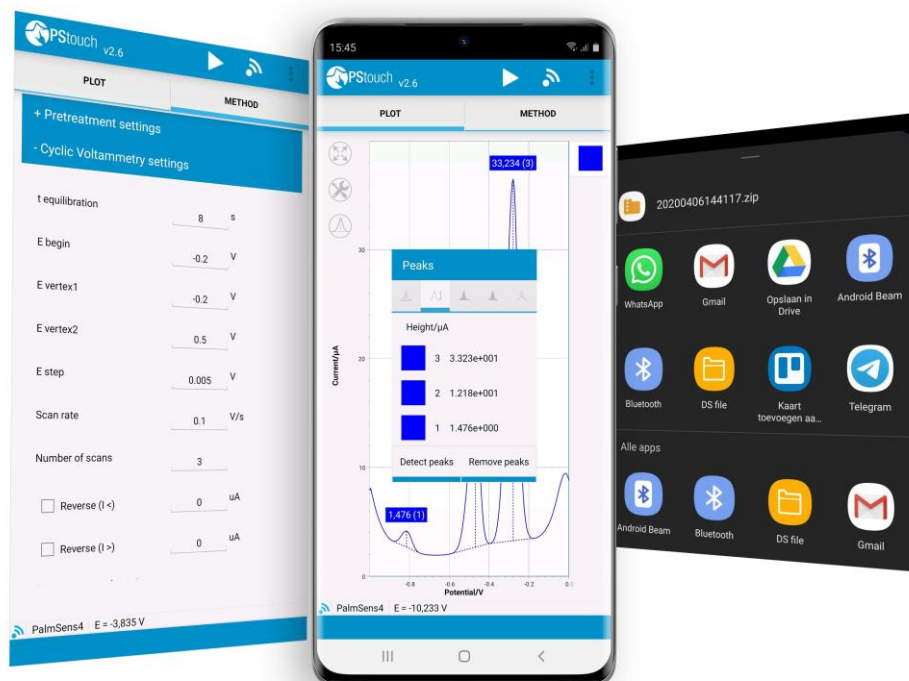 PStouch v2.6
PLOT
METHOD
+ Pretreatment settings
- Cyclic Voltammetry settings
t equilibration 8 s
E begin -0.2 V
E vertex1 -0.2 V
E vertex2 0.5 V
E step 0.005 V
Scan rate 0.1 V/s
Number of scans 3
Reverse (I <) 0 uA
Reverse (I >) 0 uA
PalmSens4 E = -3,835 V
15:45
PStouch v2.6
PLOT
METHOD
33,234 (3)
30
20
10
0
Current/µA
Peaks
Height/µA
3 3.323e+001
2 1.218e+001
1 1.476e+000
Detect peaks
Remove peaks
1,476 (1)
-0.8
-0.6
-0.4
-0.2
Potential/V
PalmSens4 E = -10,233 V
20200406144117.zip
WhatsApp
Gmail
Opslaan in
Drive
Android Beam
Bluetooth
DS file
Kaart
toevoegen aa...
Telegram
Alle apps
Android Beam
Bluetooth
DS file
Gmail